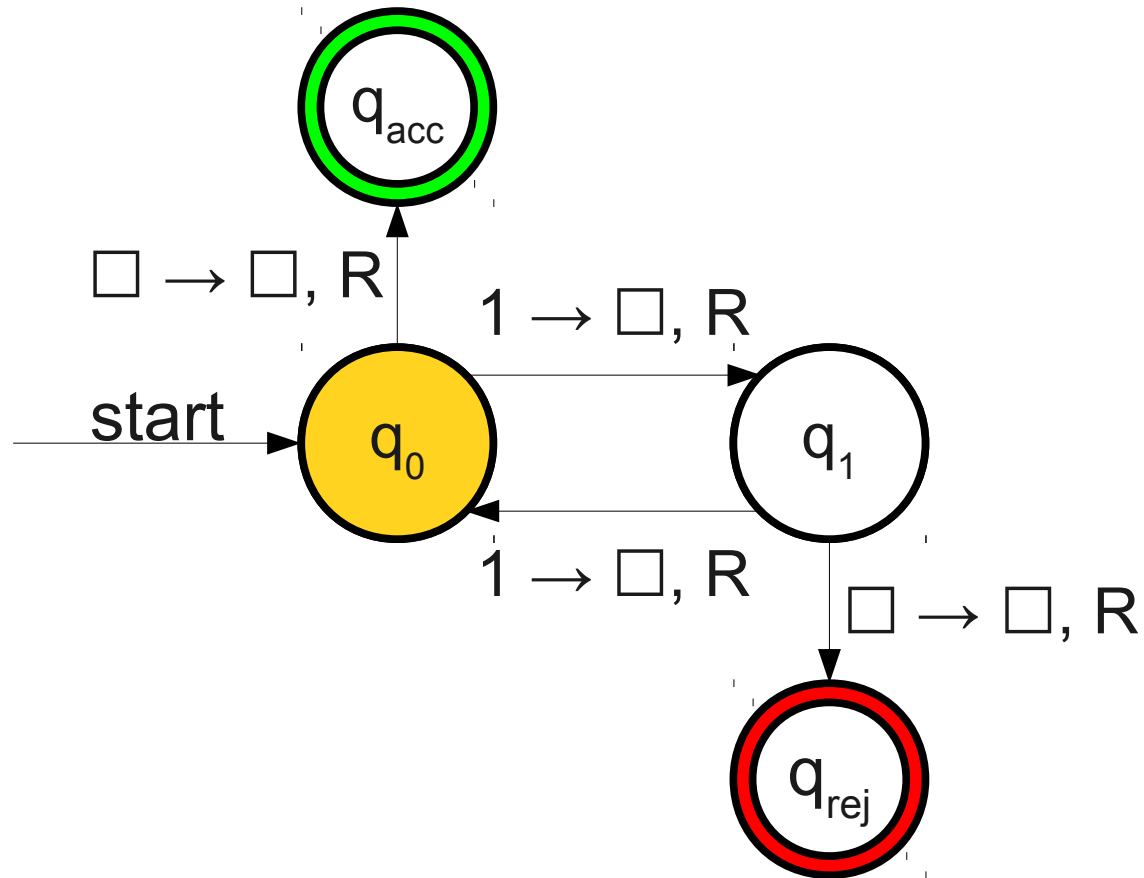 q_acc
□ → □, R
1 → □, R
start
q_0
q_1
1 → □, R
□ → □, R
q_rej